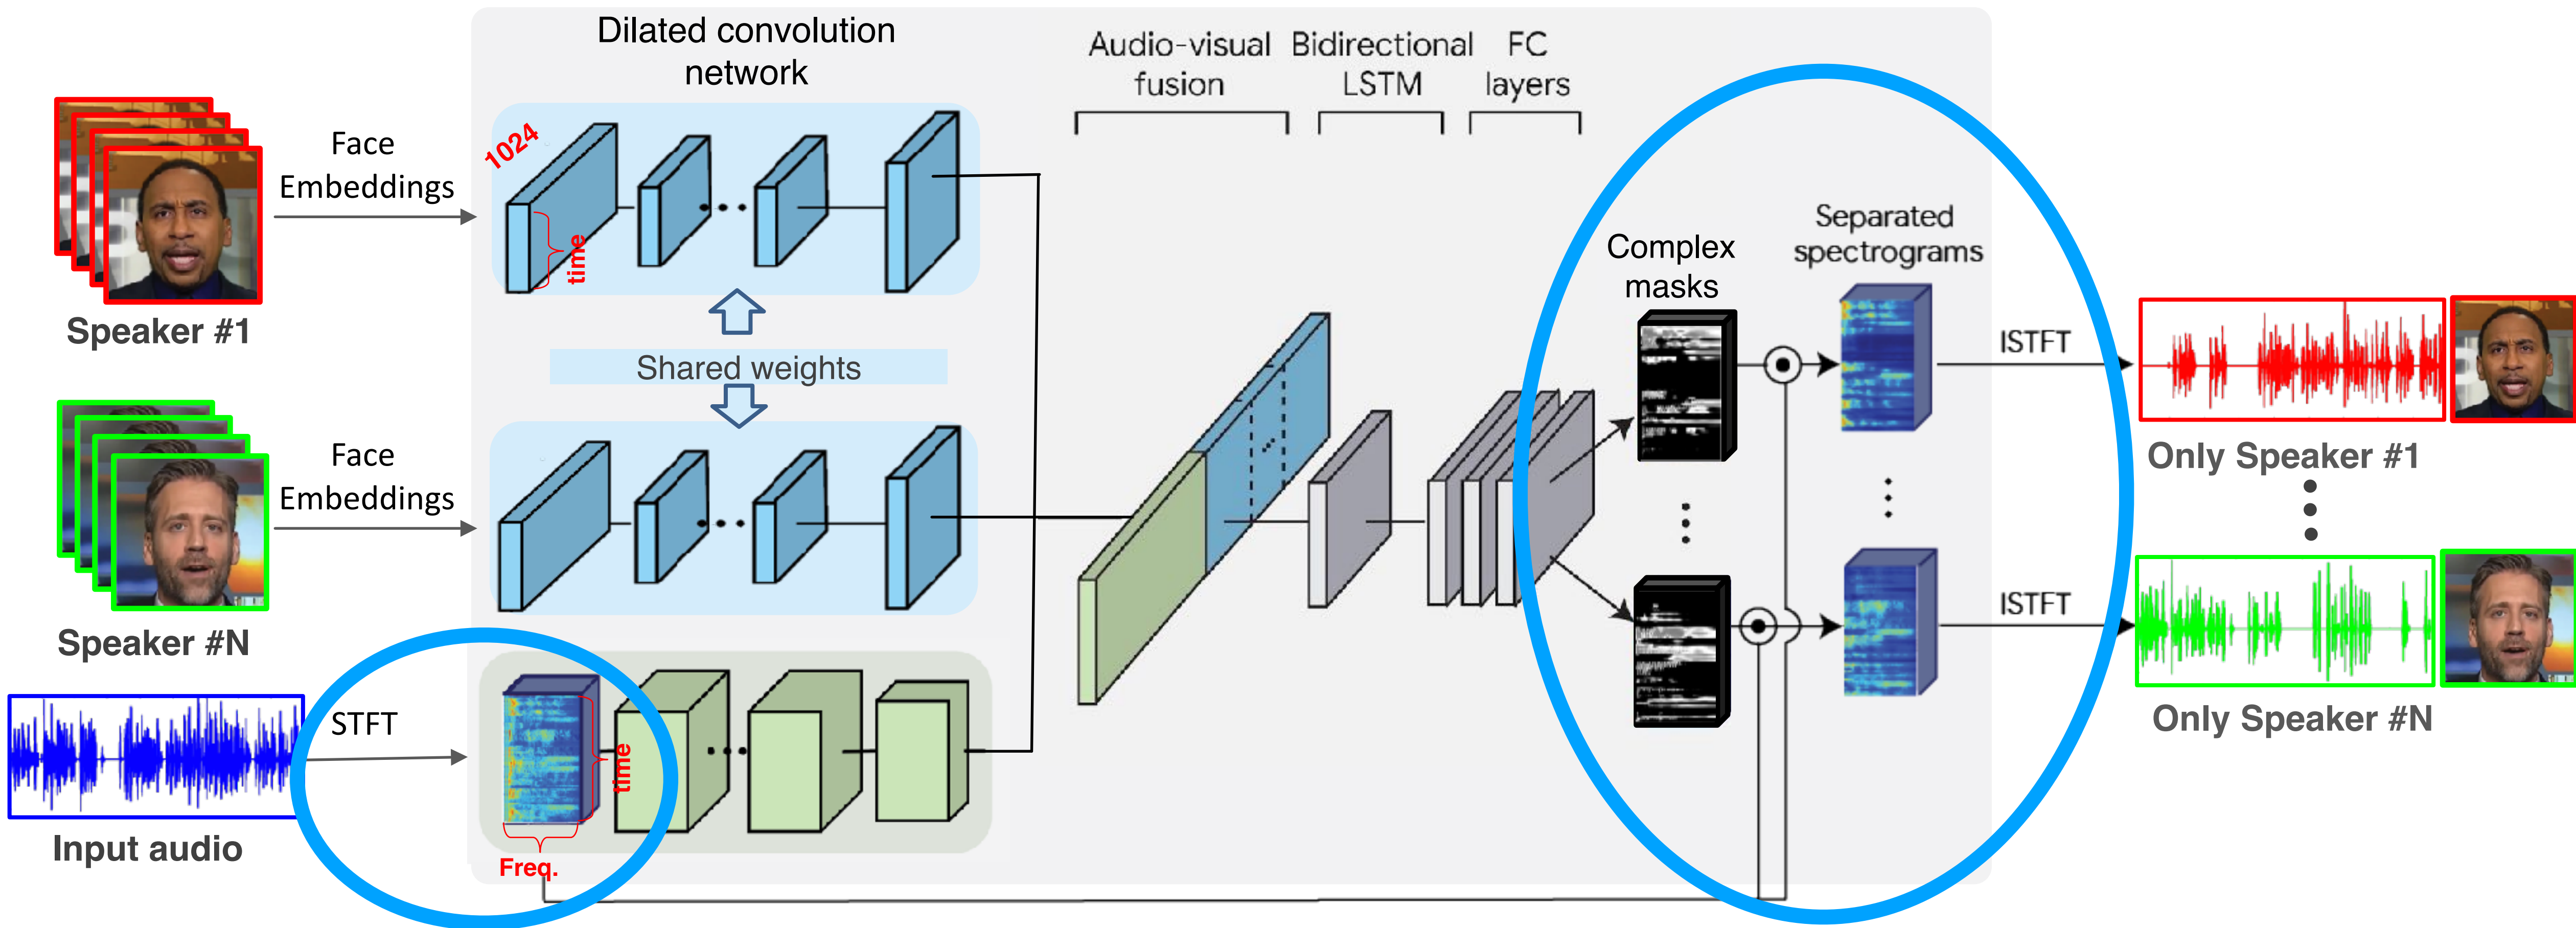 Dilated convolution
network
Audio-visual
fusion
Bidirectional
LSTM
FC
layers
Face
Embeddings
1024
time
Speaker #1
Shared weights
Face
Embeddings
Speaker #N
STFT
time
Freq.
Input audio
Complex
masks
Separated
spectrograms
ISTFT
Only Speaker #1
ISTFT
Only Speaker #N